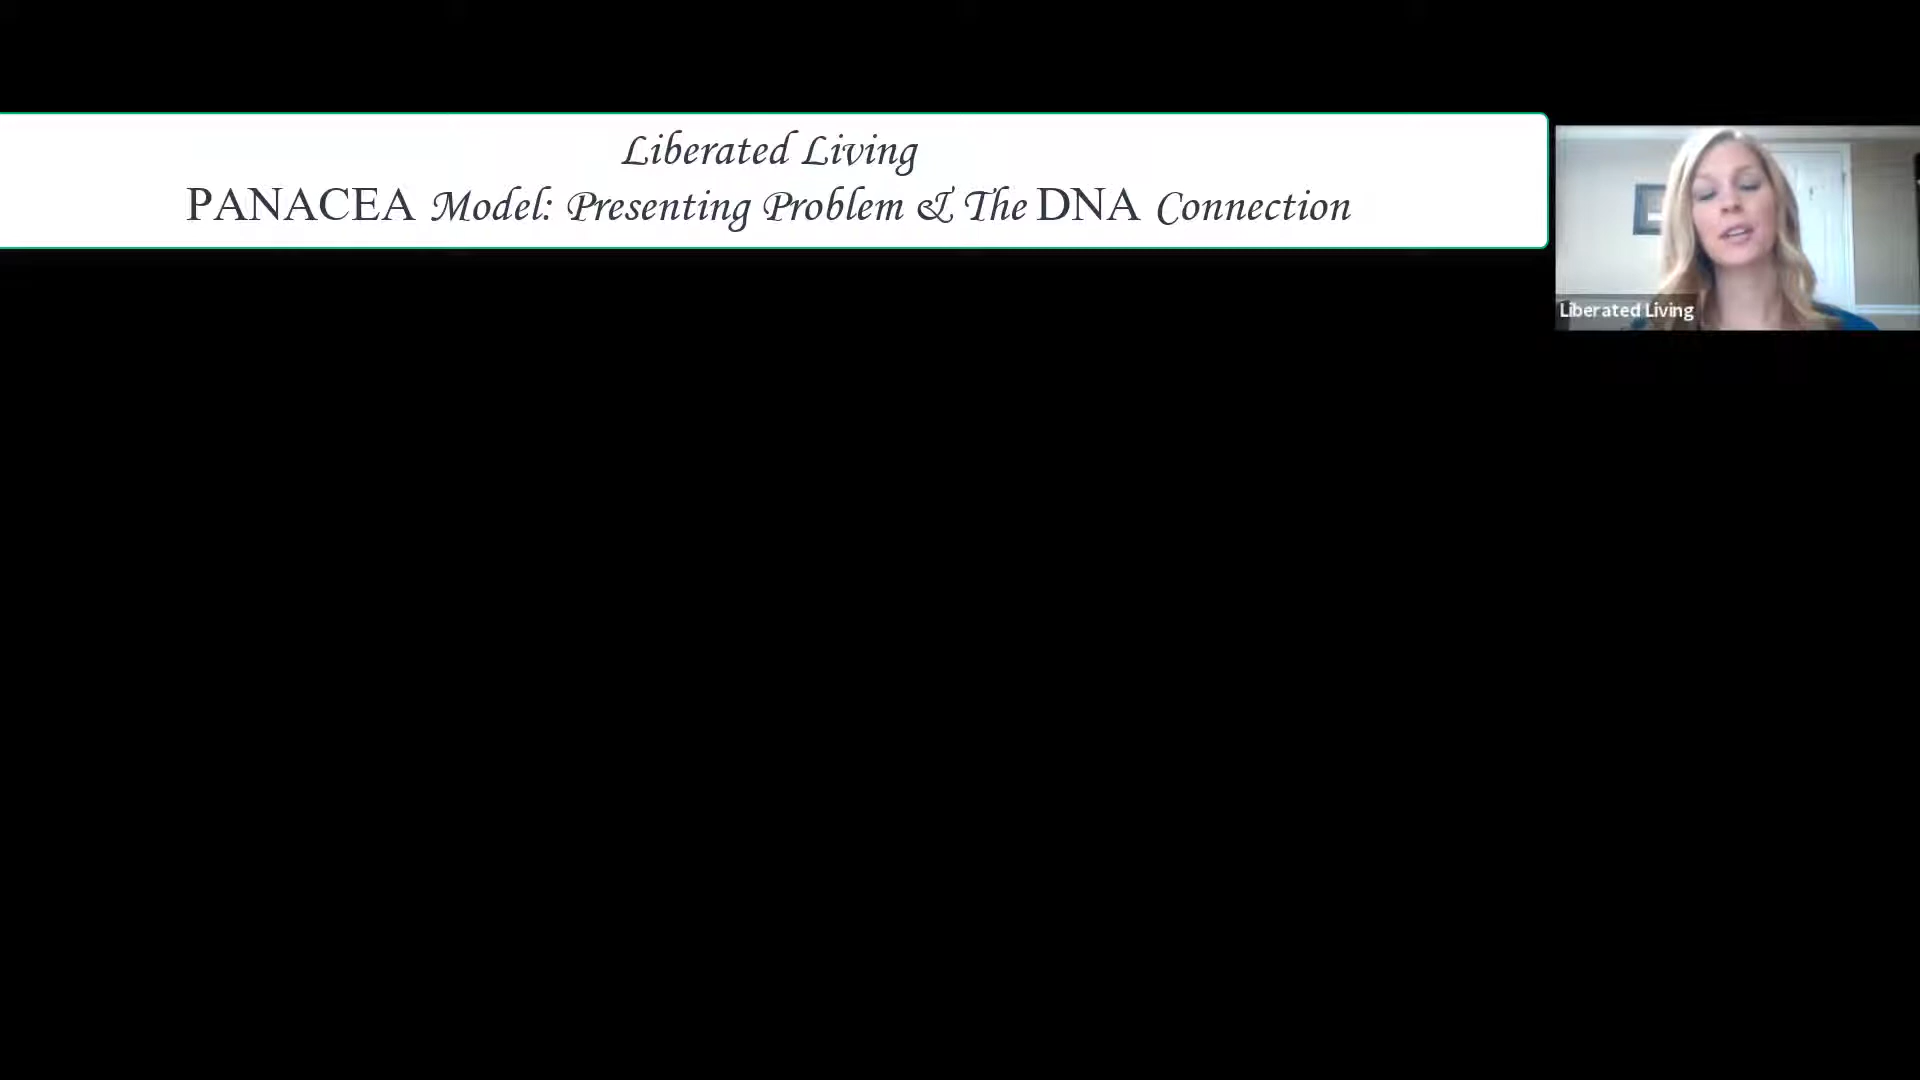 Liberated Living
PANACEA Model: Presenting Problem & The DNA Connection
Liberated Living